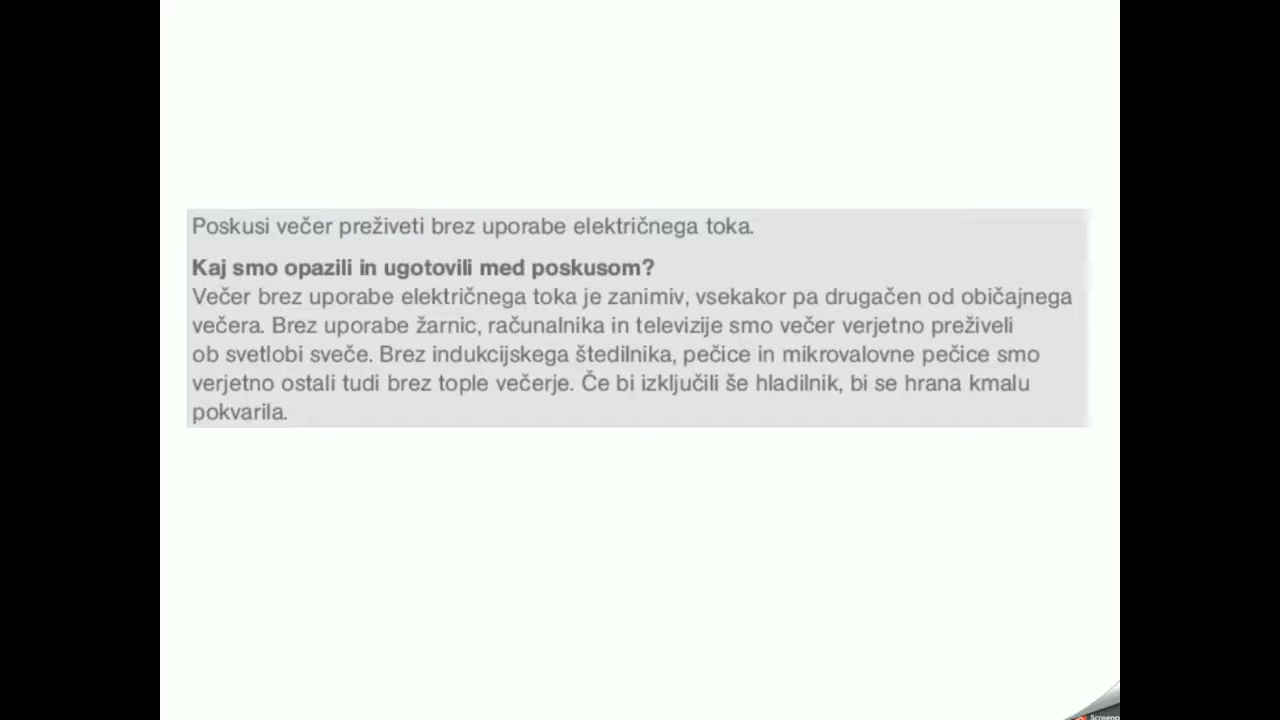 Poskusi večer preživeti brez uporabe električnega toka.
Kaj smo opazili in ugotovili med poskusom?
Večer brez uporabe električnega toka je zanimiv, vsekakor pa drugačen od običajnega
večera. Brez uporabe žarnic, računalnika in televizije smo večer verjetno preživeli
ob svetlobi sveče. Brez indukcijskega štedilnika, pečice in mikrovalovne pečice smo
verjetno ostali tudi brez tople večerje. Če bi izključili še hladilnik, bi se hrana kmalu
pokvarila.